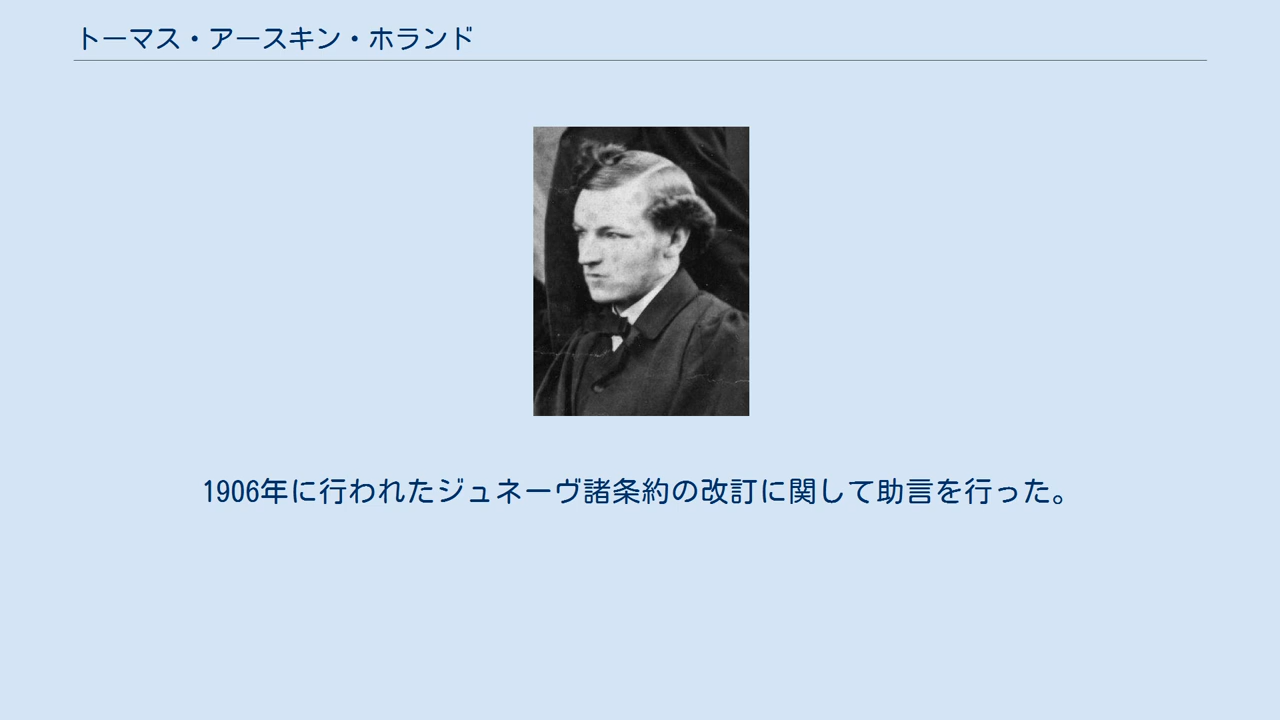 トーマス・アースキン・ホランド
1906年に行われたジュネーヴ諸条約の改訂に関して助言を行った。